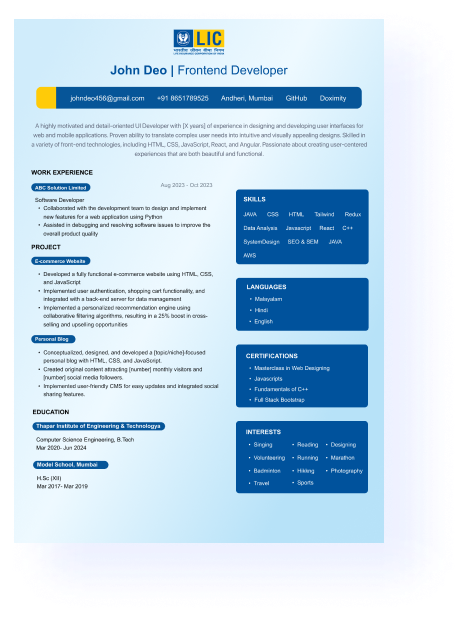 LIC
भारतीय जीवन बीमा निगम
LIFE INSURANCE CORPORATION OF INDIA
John Deo | Frontend Developer
johndeo456@gmail.com +91 8651789525 Andheri, Mumbai GitHub Doximity
A highly motivated and detail-oriented UI Developer with [X years] of experience in designing and developing user interfaces for
web and mobile applications. Proven ability to translate complex user needs into intuitive and visually appealing designs. Skilled in
a variety of front-end technologies, including HTML, CSS, JavaScript, React, and Angular. Passionate about creating user-centered
experiences that are both beautiful and functional.
WORK EXPERIENCE
ABC Solution Limited
Aug 2023 - Oct 2023
Software Developer
• Collaborated with the development team to design and implement
new features for a web application using Python
• Assisted in debugging and resolving software issues to improve the
overall product quality
PROJECT
E-commerce Website
• Developed a fully functional e-commerce website using HTML, CSS,
and JavaScript
• Implemented user authentication, shopping cart functionality, and
integrated with a back-end server for data management
• Implemented a personalized recommendation engine using
collaborative filtering algorithms, resulting in a 25% boost in cross-
selling and upselling opportunities
Personal Blog
• Conceptualized, designed, and developed a [topic/niche]-focused
personal blog with HTML, CSS, and JavaScript.
• Created original content attracting [number] monthly visitors and
[number] social media followers.
• Implemented user-friendly CMS for easy updates and integrated social
sharing features.
EDUCATION
Thapar Institute of Engineering & Technologya
Computer Science Engineering, B.Tech
Mar 2020- Jun 2024
Model School, Mumbai
H.Sc (XII)
Mar 2017- Mar 2019
SKILLS
JAVA CSS HTML Tailwind Redux
Data Analysis Javascript React C++
SystemDesign SEO & SEM JAVA
AWS
LANGUAGES
• Malayalam
• Hindi
• English
CERTIFICATIONS
• Masterclass in Web Designing
• Javascripts
• Fundamentals of C++
• Full Stack Bootstrap
INTERESTS
• Singing • Reading • Designing
• Volunteering • Running • Marathon
• Badminton • Hikking • Photography
• Travel • Sports